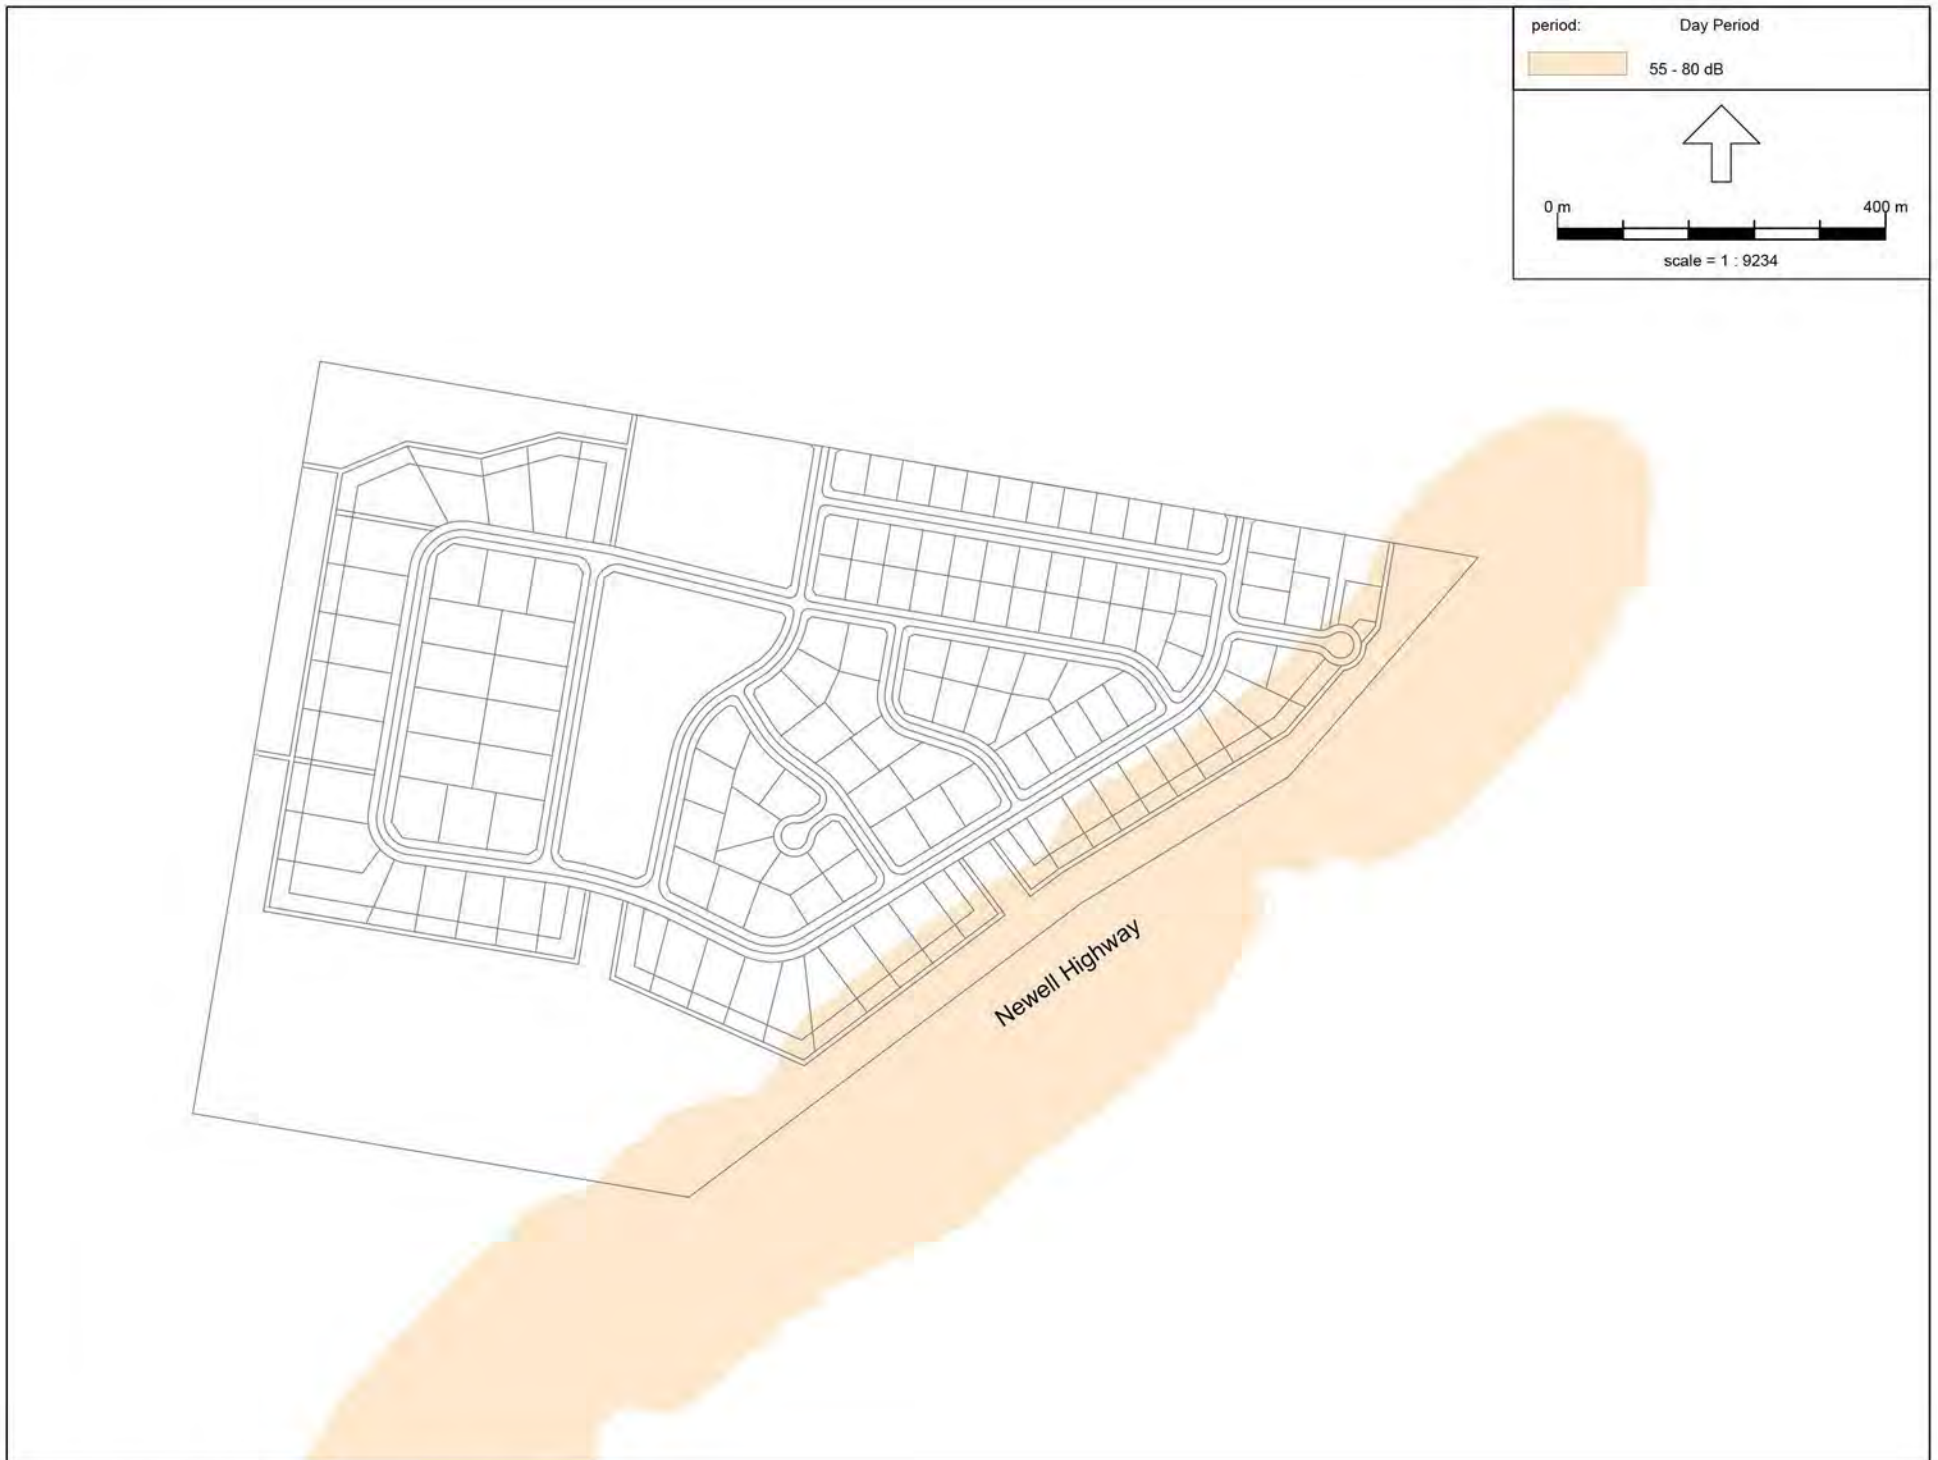 period: Day Period
55 - 80 dB
0 m 400 m
scale = 1 : 9234
Newell Highway